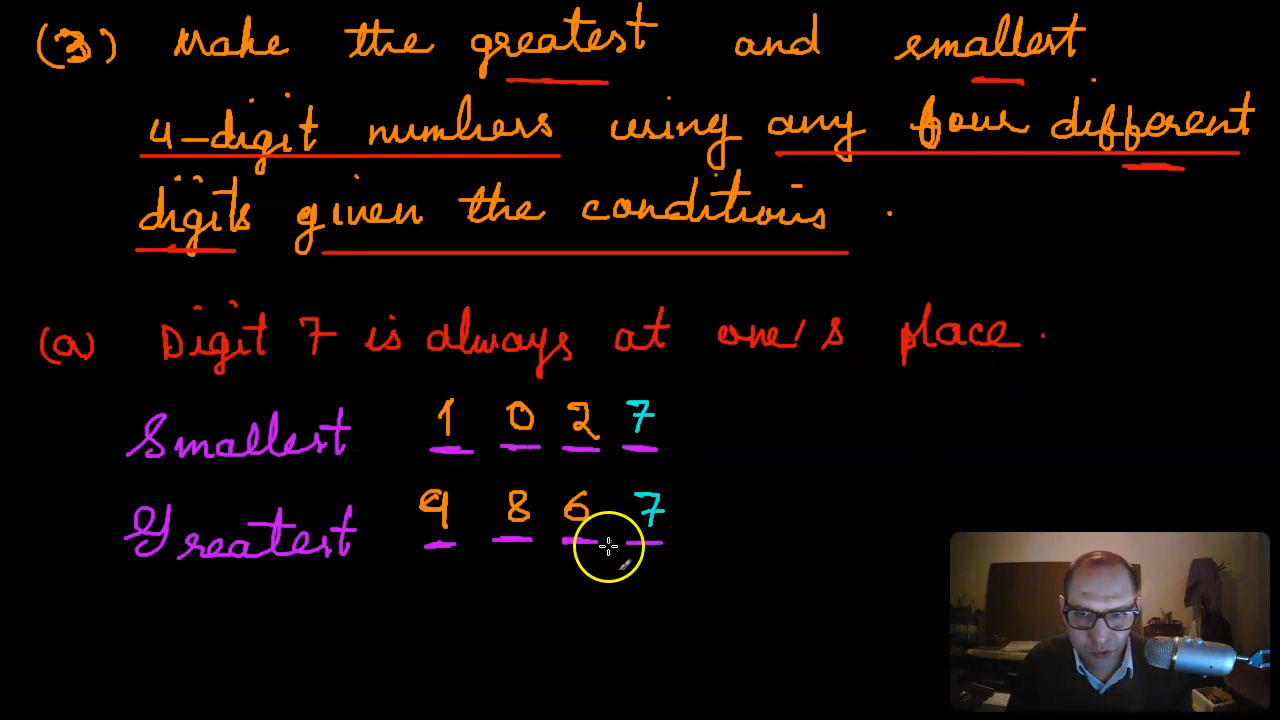 (3) Make the greatest and smallest
4-digit numbers using any four different
digits given the conditions.
(a) Digit 7 is always at one's place.
Smallest 1 0 2 7
Greatest 9 8 6 7